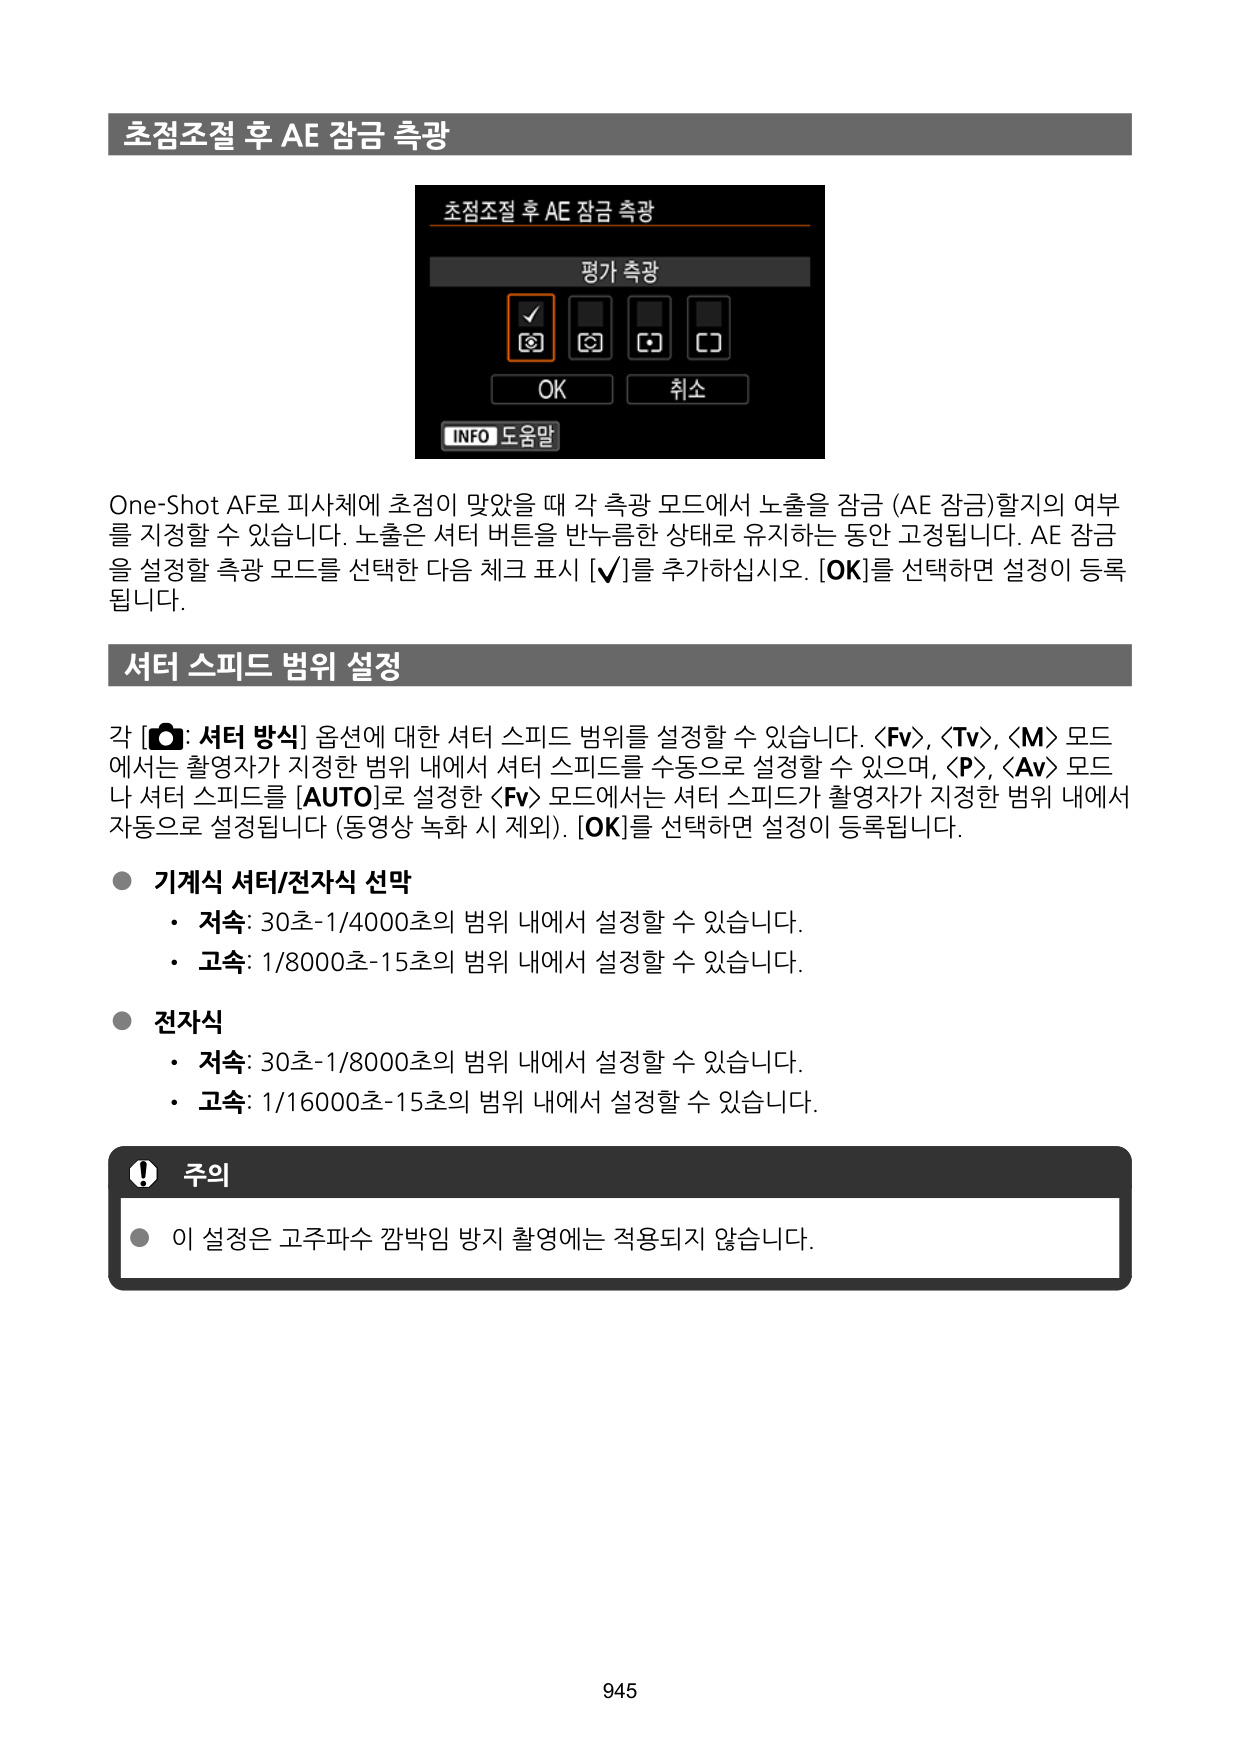 초점조절 후 AE 잠금 측광
초점조절 후 AE 잠금 측광
평가 측광
OK 취소
INFO 도움말
One-Shot AF로 피사체에 초점이 맞았을 때 각 측광 모드에서 노출을 잠금 (AE 잠금)할지의 여부
를 지정할 수 있습니다. 노출은 셔터 버튼을 반누름한 상태로 유지하는 동안 고정됩니다. AE 잠금
을 설정할 측광 모드를 선택한 다음 체크 표시 [✓]를 추가하십시오. [OK]를 선택하면 설정이 등록
됩니다.
셔터 스피드 범위 설정
각 [📷: 셔터 방식] 옵션에 대한 셔터 스피드 범위를 설정할 수 있습니다. <Fv>, <Tv>, <M> 모드
에서는 촬영자가 지정한 범위 내에서 셔터 스피드를 수동으로 설정할 수 있으며, <P>, <Av> 모드
나 셔터 스피드를 [AUTO]로 설정한 <Fv> 모드에서는 셔터 스피드가 촬영자가 지정한 범위 내에서
자동으로 설정됩니다 (동영상 녹화 시 제외). [OK]를 선택하면 설정이 등록됩니다.
● 기계식 셔터/전자식 선막
• 저속: 30초-1/4000초의 범위 내에서 설정할 수 있습니다.
• 고속: 1/8000초-15초의 범위 내에서 설정할 수 있습니다.
● 전자식
• 저속: 30초-1/8000초의 범위 내에서 설정할 수 있습니다.
• 고속: 1/16000초-15초의 범위 내에서 설정할 수 있습니다.
주의
● 이 설정은 고주파수 깜박임 방지 촬영에는 적용되지 않습니다.
945